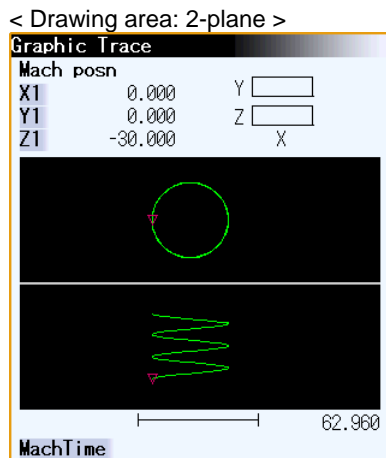 < Drawing area: 2-plane >
Graphic Trace
Mach posn
X1 0.000 Y
Y1 0.000 Z
Z1 -30.000 X
62.960
MachTime